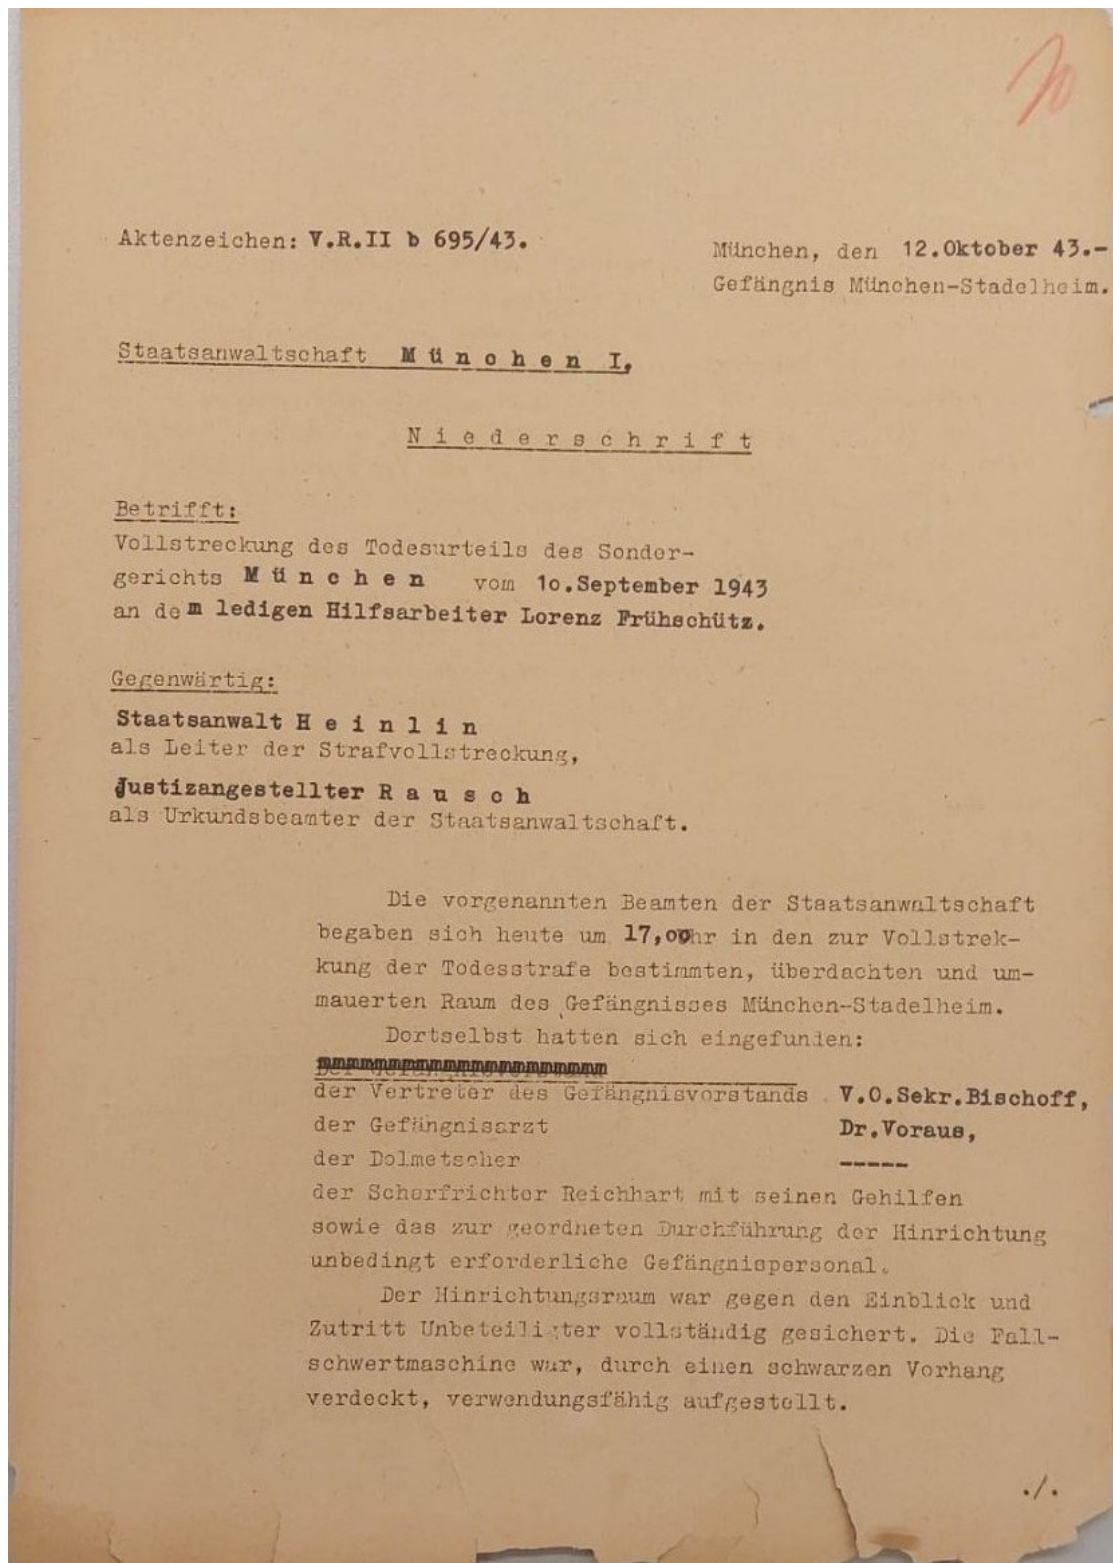 Aktenzeichen: V.R.II b 695/43.
München, den 12.Oktober 43.-
Gefängnis München-Stadelheim.
Staatsanwaltschaft M ü n c h e n I,
N i e d e r s c h r i f t
Betrifft:
Vollstreckung des Todesurteils des Sonder-
gerichts M ü n c h e n vom 1o.September 1943
an dem ledigen Hilfsarbeiter Lorenz Frühschütz.
Gegenwärtig:
Staatsanwalt H e i n l i n
als Leiter der Strafvollstreckung,
Justizangestellter R a u s c h
als Urkundsbeamter der Staatsanwaltschaft.
Die vorgenannten Beamten der Staatsanwaltschaft
begaben sich heute um 17,oo Uhr in den zur Vollstrek-
kung der Todesstrafe bestimmten, überdachten und um-
mauerten Raum des Gefängnisses München-Stadelheim.
Dortselbst hatten sich eingefunden:
der Vertreter des Gefängnisvorstands V.O.Sekr.Bischoff,
der Gefängnisarzt Dr.Voraus,
der Dolmetscher -----
der Scharfrichter Reichhart mit seinen Gehilfen
sowie das zur geordneten Durchführung der Hinrichtung
unbedingt erforderliche Gefängnispersonal.
Der Hinrichtungsraum war gegen den Einblick und
Zutritt Unbeteiligter vollständig gesichert. Die Fall-
schwertmaschine war, durch einen schwarzen Vorhang
verdeckt, verwendungsfähig aufgestellt.
./.